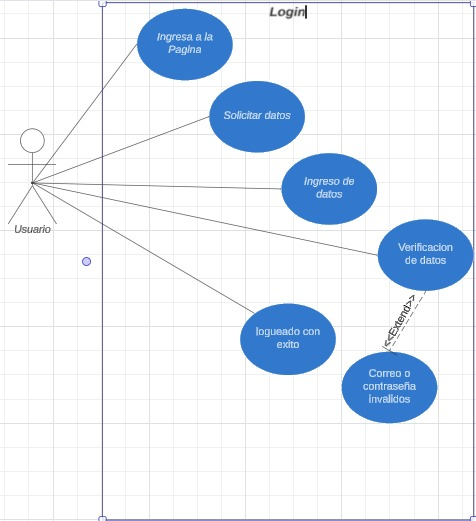 Login
Ingresa a la
Pagina
Solicitar datos
Ingreso de
datos
Usuario
Verificacion
de datos
<<Extend>>
logueado con
exito
Correo o
contraseña
Invalidos